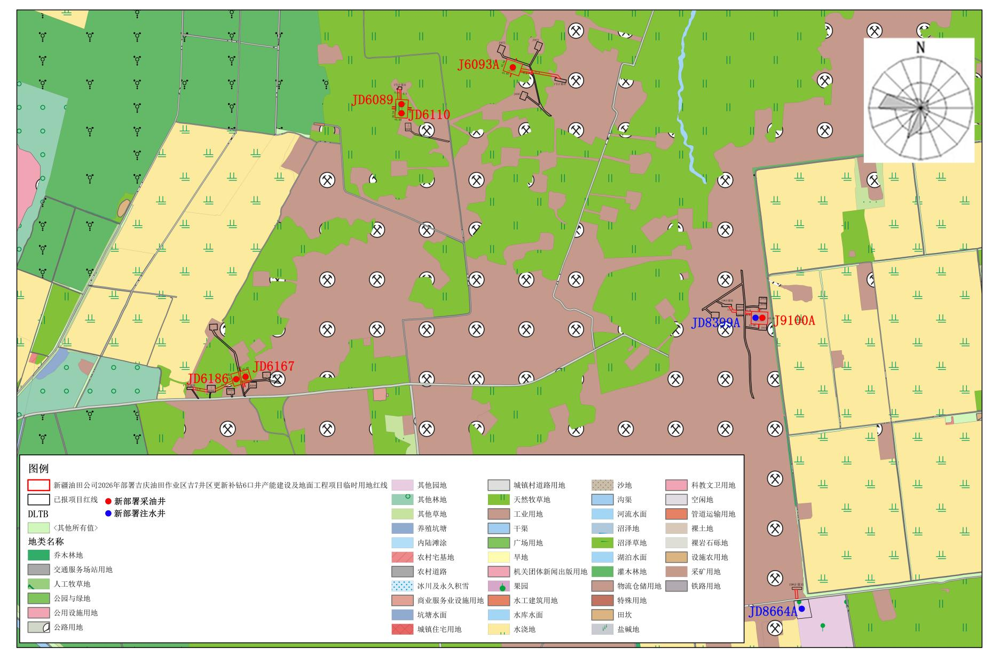 N
J6093A
JD6089
JD6110
JD8399A
J9100A
JD6167
JD6186
JD8664A
图例
新疆油田公司2026年部署吉庆油田作业区吉7井区更新补钻6口井产能建设及地面工程项目临时用地红线
已报项目红线
新部署采油井
新部署注水井
DLTB
<其他所有值>
地类名称
乔木林地
交通服务场站用地
人工牧草地
公园与绿地
公用设施用地
公路用地
其他园地
其他林地
其他草地
养殖坑塘
内陆滩涂
农村宅基地
农村道路
冰川及永久积雪
商业服务业设施用地
坑塘水面
城镇住宅用地
城镇村道路用地
天然牧草地
工业用地
干渠
广场用地
旱地
机关团体新闻出版用地
果园
水工建筑用地
水库水面
水浇地
沙地
沟渠
河流水面
沼泽地
沼泽草地
湖泊水面
灌木林地
物流仓储用地
特殊用地
田坎
盐碱地
科教文卫用地
空闲地
管道运输用地
裸土地
裸岩石砾地
设施农用地
采矿用地
铁路用地